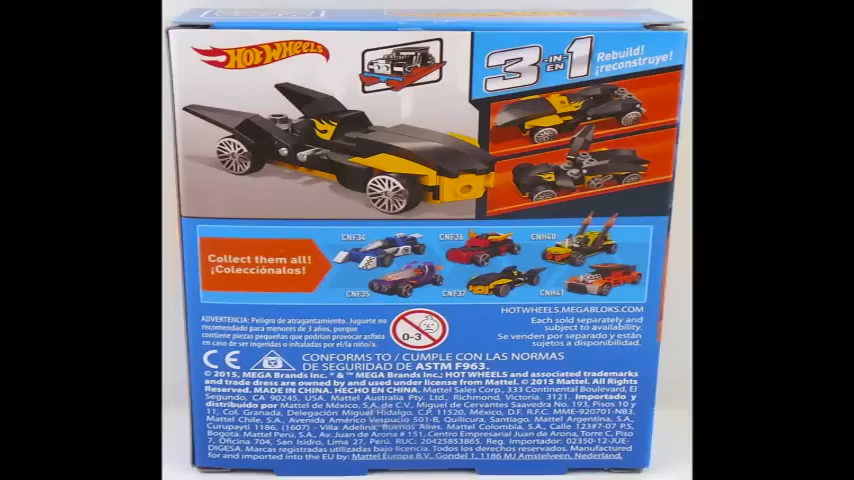 HOT WHEELS
3-IN-1
EN
Rebuild!
¡reconstruye!
Collect them all!
¡Colecciónalos!
CNF34
CNF36
CNH40
CNF35
CNF37
CNH41
HOTWHEELS.MEGABLOKS.COM
Each sold separately and
subject to availability.
Se venden por separado y están
sujetos a disponibilidad.
ADVERTENCIA: Peligro de atragantamiento. Juguete no
recomendado para menores de 3 años, porque
contiene piezas pequeñas que podrían provocar asfixia
en caso de ser ingeridas o inhaladas por el/la niño/a.
0-3
CE
CONFORMS TO / CUMPLE CON LAS NORMAS
DE SEGURIDAD DE ASTM F963.
© 2015, MEGA Brands Inc. ® & ™ MEGA Brands Inc.; HOT WHEELS and associated trademarks
and trade dress are owned by and used under license from Mattel. © 2015 Mattel. All Rights
Reserved. MADE IN CHINA. HECHO EN CHINA. Mattel Sales Corp., 333 Continental Boulevard, El
Segundo, CA 90245, USA. Mattel Australia Pty. Ltd., Richmond, Victoria. 3121. Importado y
distribuido por Mattel de México, S.A. de C.V., Miguel de Cervantes Saavedra No. 193, Pisos 10 y
11, Col. Granada, Delegación Miguel Hidalgo, C.P. 11520, México, D.F. R.F.C. MME-920701-NB3.
Mattel Chile, S.A., Avenida Américo Vespucio 501-B, Quilicura, Santiago. Mattel Argentina, S.A.,
Curupaytí 1186, (1607) - Villa Adelina, Buenos Aires. Mattel Colombia, S.A., Calle 123#7-07 P.5,
Bogotá. Mattel Perú, S.A., Av. Juan de Arona # 151, Centro Empresarial Juan de Arona, Torre C, Piso
7, Oficina 704, San Isidro, Lima 27, Perú. RUC: 20425853865. Reg. Importador: 02350-12-JUE-
DIGESA. Marcas registradas utilizadas bajo licencia. Todos los derechos reservados. Manufactured
for and imported into the EU by: Mattel Europa B.V., Gondel 1, 1186 MJ Amstelveen, Nederland.